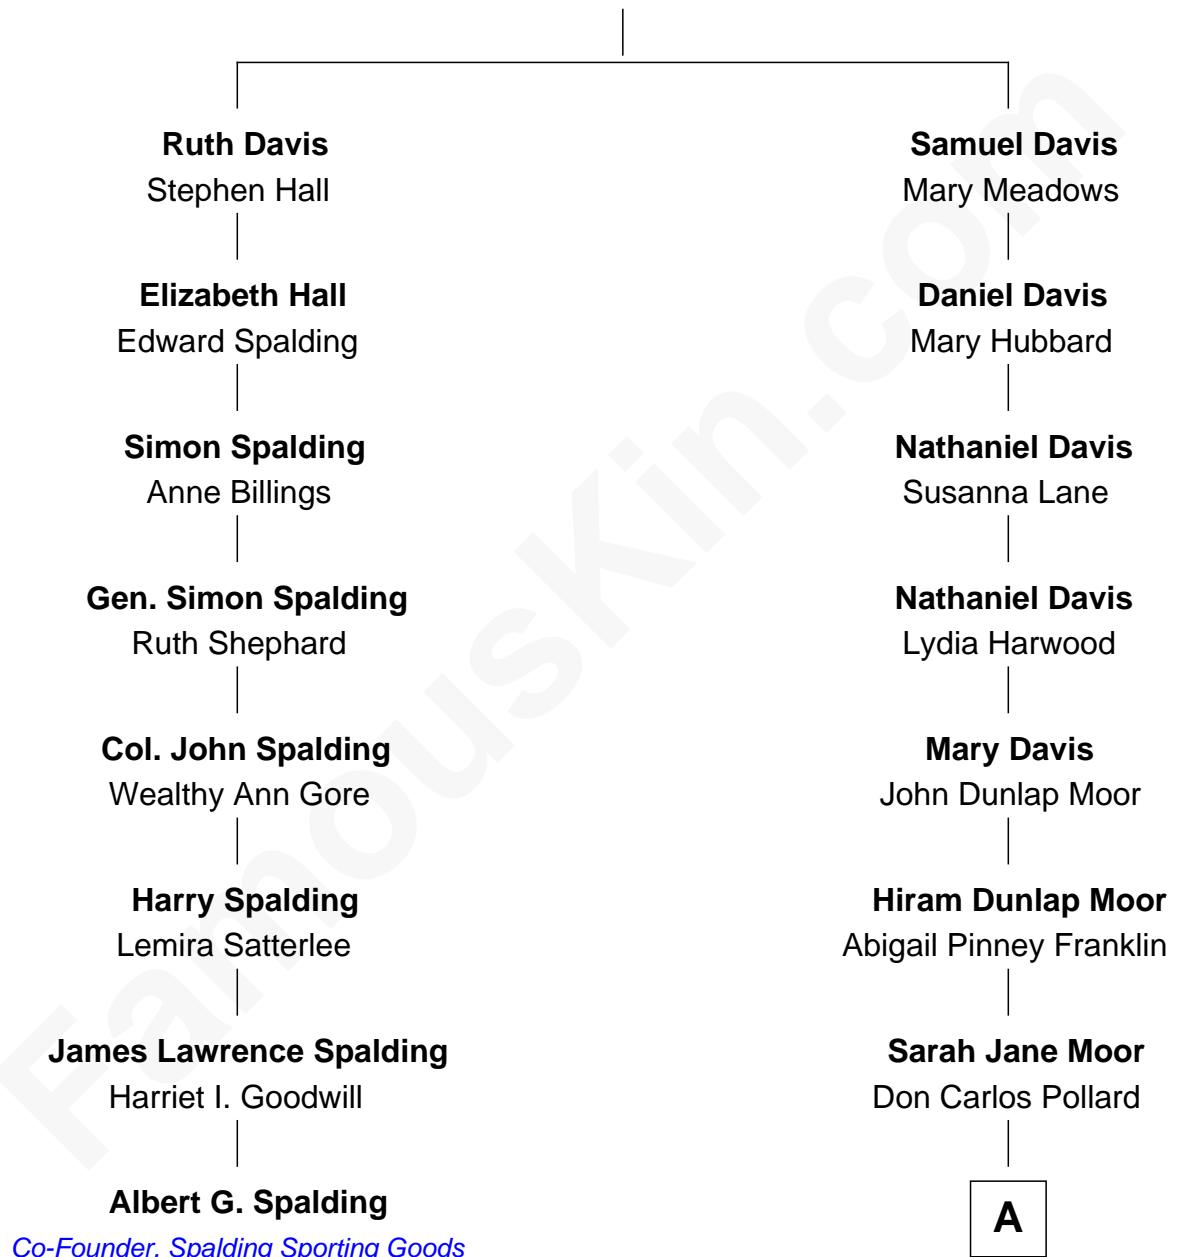 Ruth Davis
Stephen Hall
Elizabeth Hall
Edward Spalding
Simon Spalding
Anne Billings
Gen. Simon Spalding
Ruth Shephard
Col. John Spalding
Wealthy Ann Gore
Harry Spalding
Lemira Satterlee
James Lawrence Spalding
Harriet I. Goodwill
Albert G. Spalding
Co-Founder, Spalding Sporting Goods
Samuel Davis
Mary Meadows
Daniel Davis
Mary Hubbard
Nathaniel Davis
Susanna Lane
Nathaniel Davis
Lydia Harwood
Mary Davis
John Dunlap Moor
Hiram Dunlap Moor
Abigail Pinney Franklin
Sarah Jane Moor
Don Carlos Pollard
A
FamousKin.com